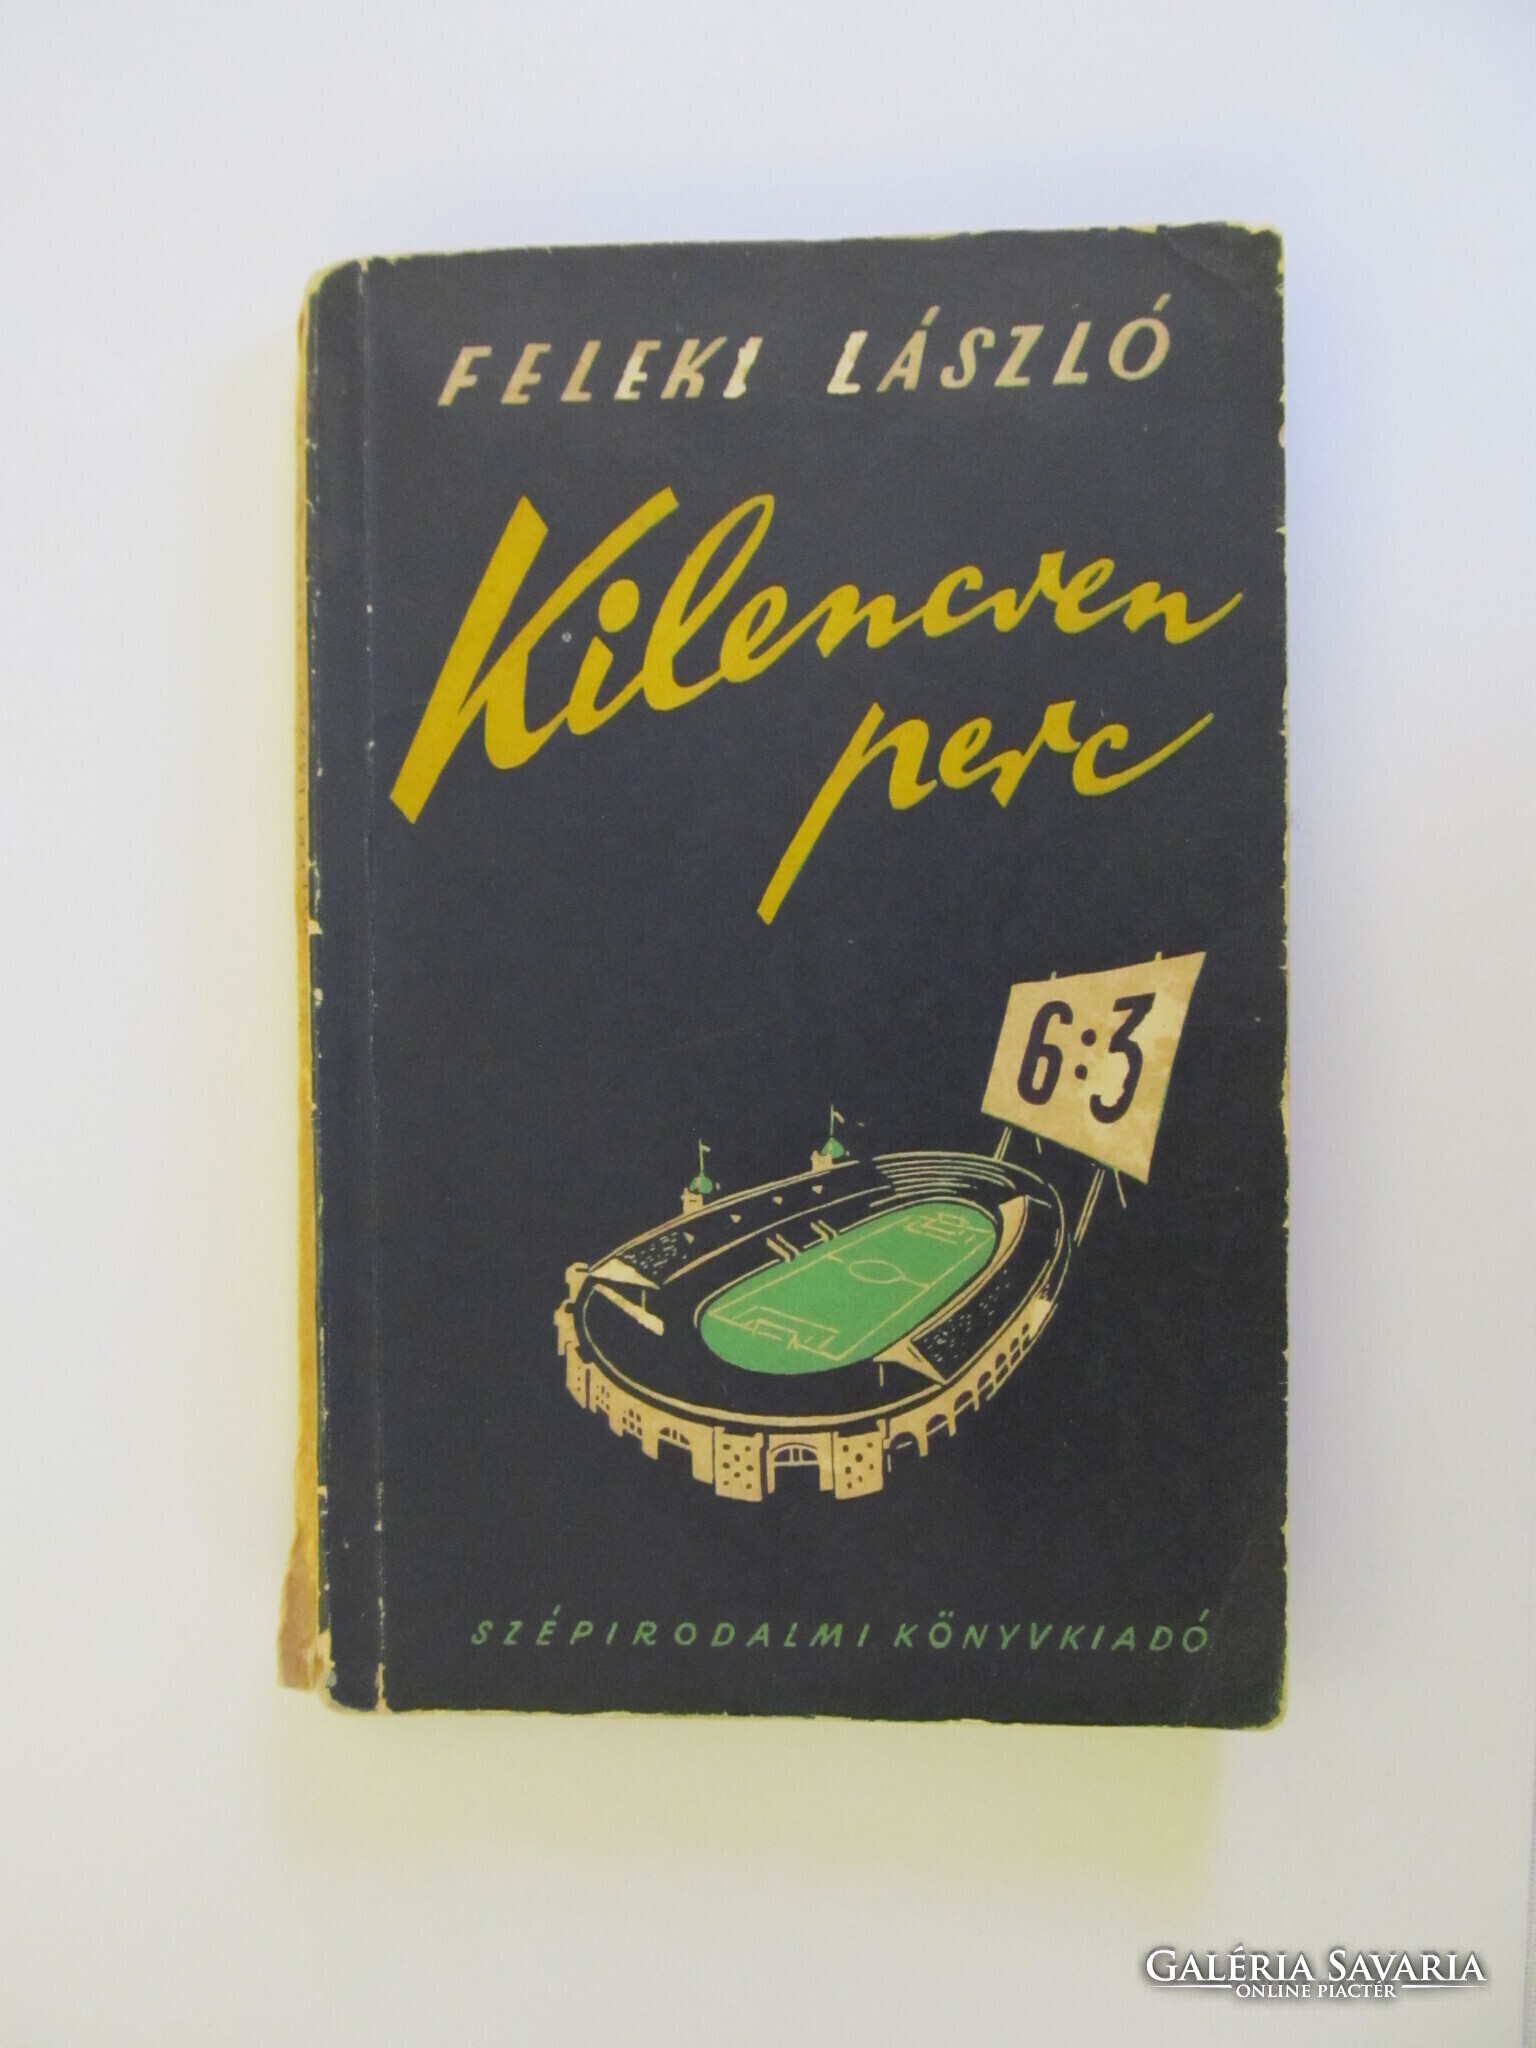 FELEKI LÁSZLÓ
Kilencven
perc
6:3
SZÉPIRODALMI KÖNYVKIADÓ
GALÉRIA SAVARIA
ONLINE PIACTÉR